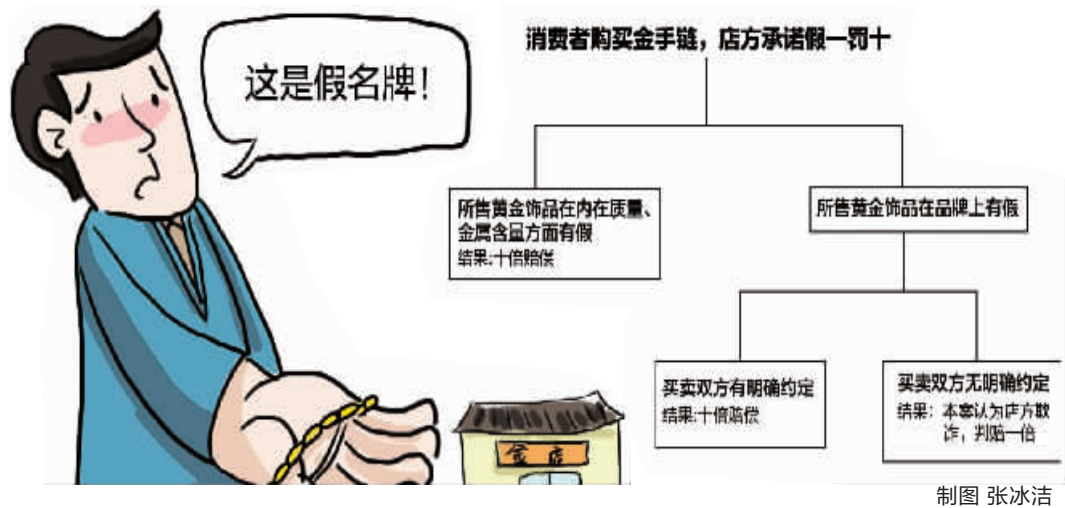 这是假名牌！
消费者购买金手链，店方承诺假一罚十
所售黄金饰品在内在质量、
金属含量方面有假
结果:十倍赔偿
所售黄金饰品在品牌上有假
买卖双方有明确约定
结果:十倍赔偿
买卖双方无明确约定
结果：本案认为店方欺
诈，判赔一倍
金店
制图 张冰洁